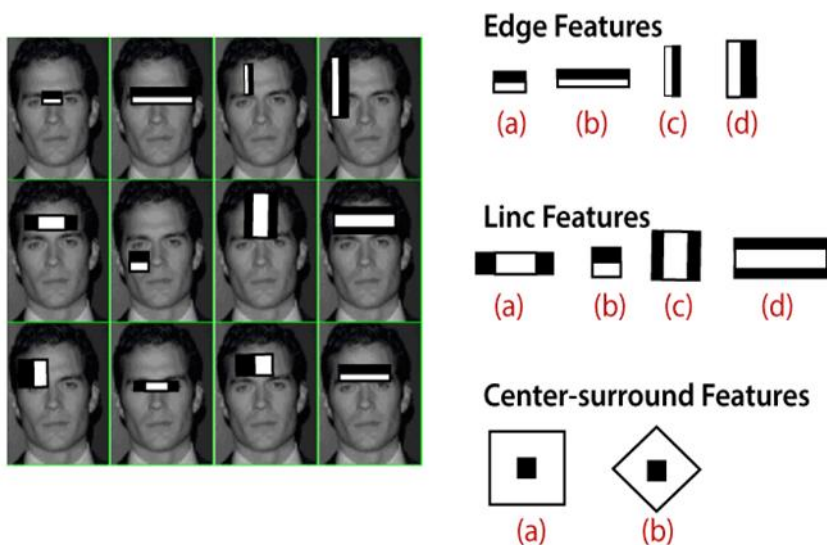 Edge Features
(a) (b) (c) (d)
Linc Features
(a) (b) (c) (d)
Center-surround Features
(a) (b)